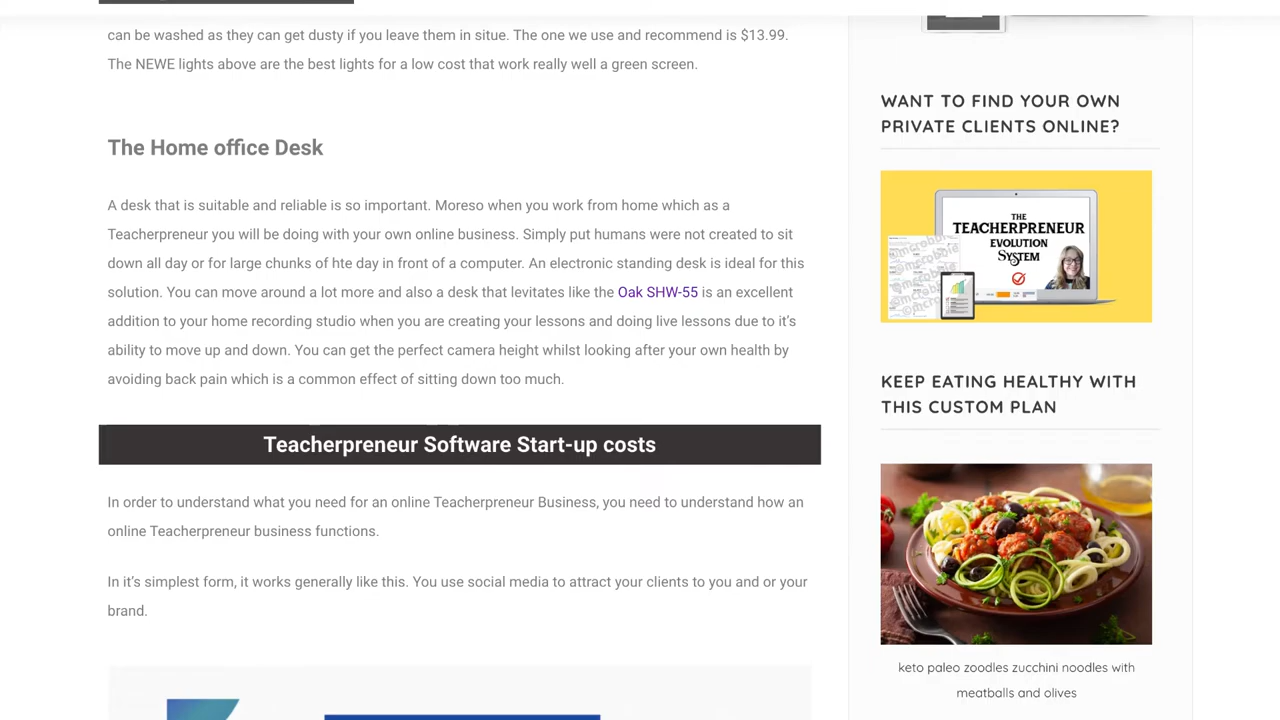 can be washed as they can get dusty if you leave them in situe. The one we use and recommend is $13.99.
The NEWE lights above are the best lights for a low cost that work really well a green screen.
The Home office Desk
A desk that is suitable and reliable is so important. Moreso when you work from home which as a
Teacherpreneur you will be doing with your own online business. Simply put humans were not created to sit
down all day or for large chunks of hte day in front of a computer. An electronic standing desk is ideal for this
solution. You can move around a lot more and also a desk that levitates like the Oak SHW-55 is an excellent
addition to your home recording studio when you are creating your lessons and doing live lessons due to it's
ability to move up and down. You can get the perfect camera height whilst looking after your own health by
avoiding back pain which is a common effect of sitting down too much.
Teacherpreneur Software Start-up costs
In order to understand what you need for an online Teacherpreneur Business, you need to understand how an
online Teacherpreneur business functions.
In it's simplest form, it works generally like this. You use social media to attract your clients to you and or your
brand.
WANT TO FIND YOUR OWN
PRIVATE CLIENTS ONLINE?
THE
TEACHERPRENEUR
EVOLUTION
SYSTEM
KEEP EATING HEALTHY WITH
THIS CUSTOM PLAN
keto paleo zoodles zucchini noodles with
meatballs and olives